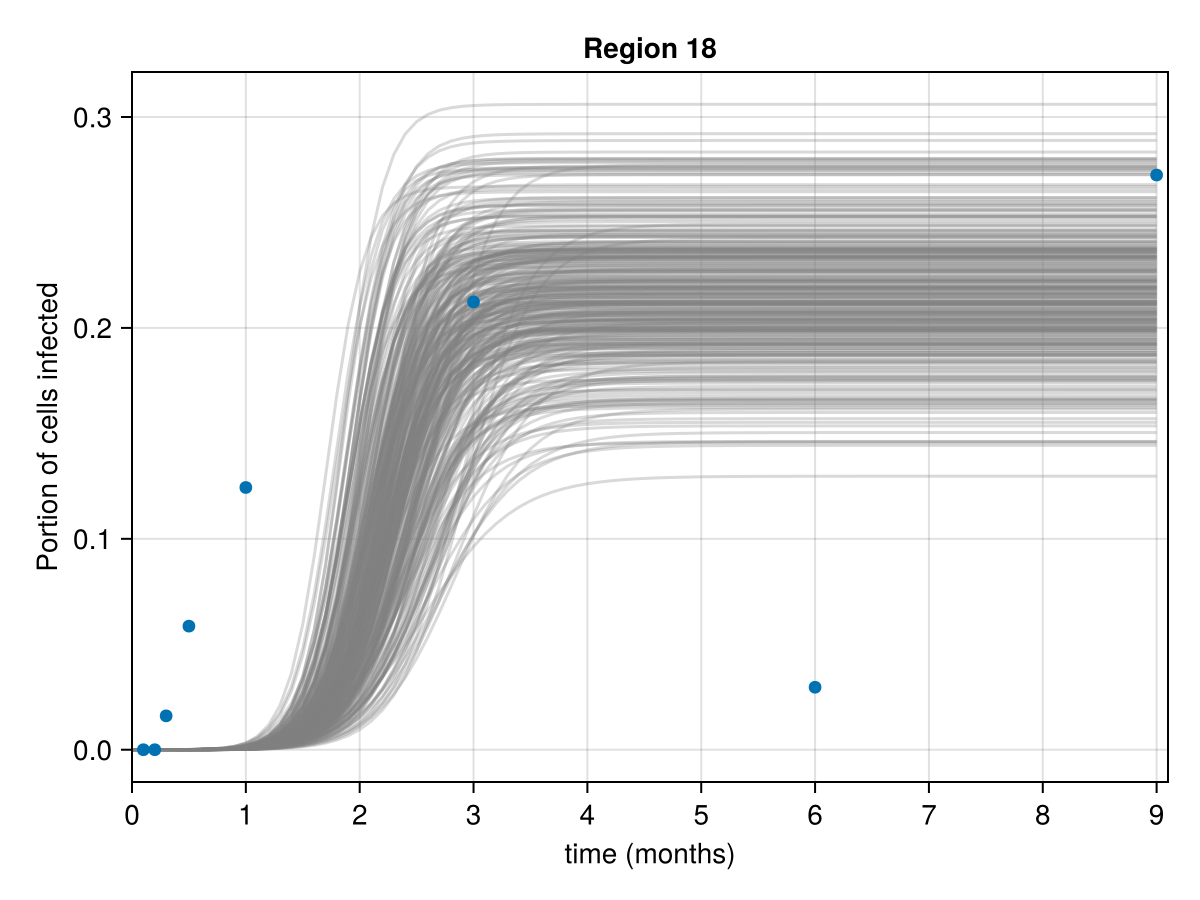 Region 18
Portion of cells infected
0.3
0.2
0.1
0.0
0 1 2 3 4 5 6 7 8 9
time (months)